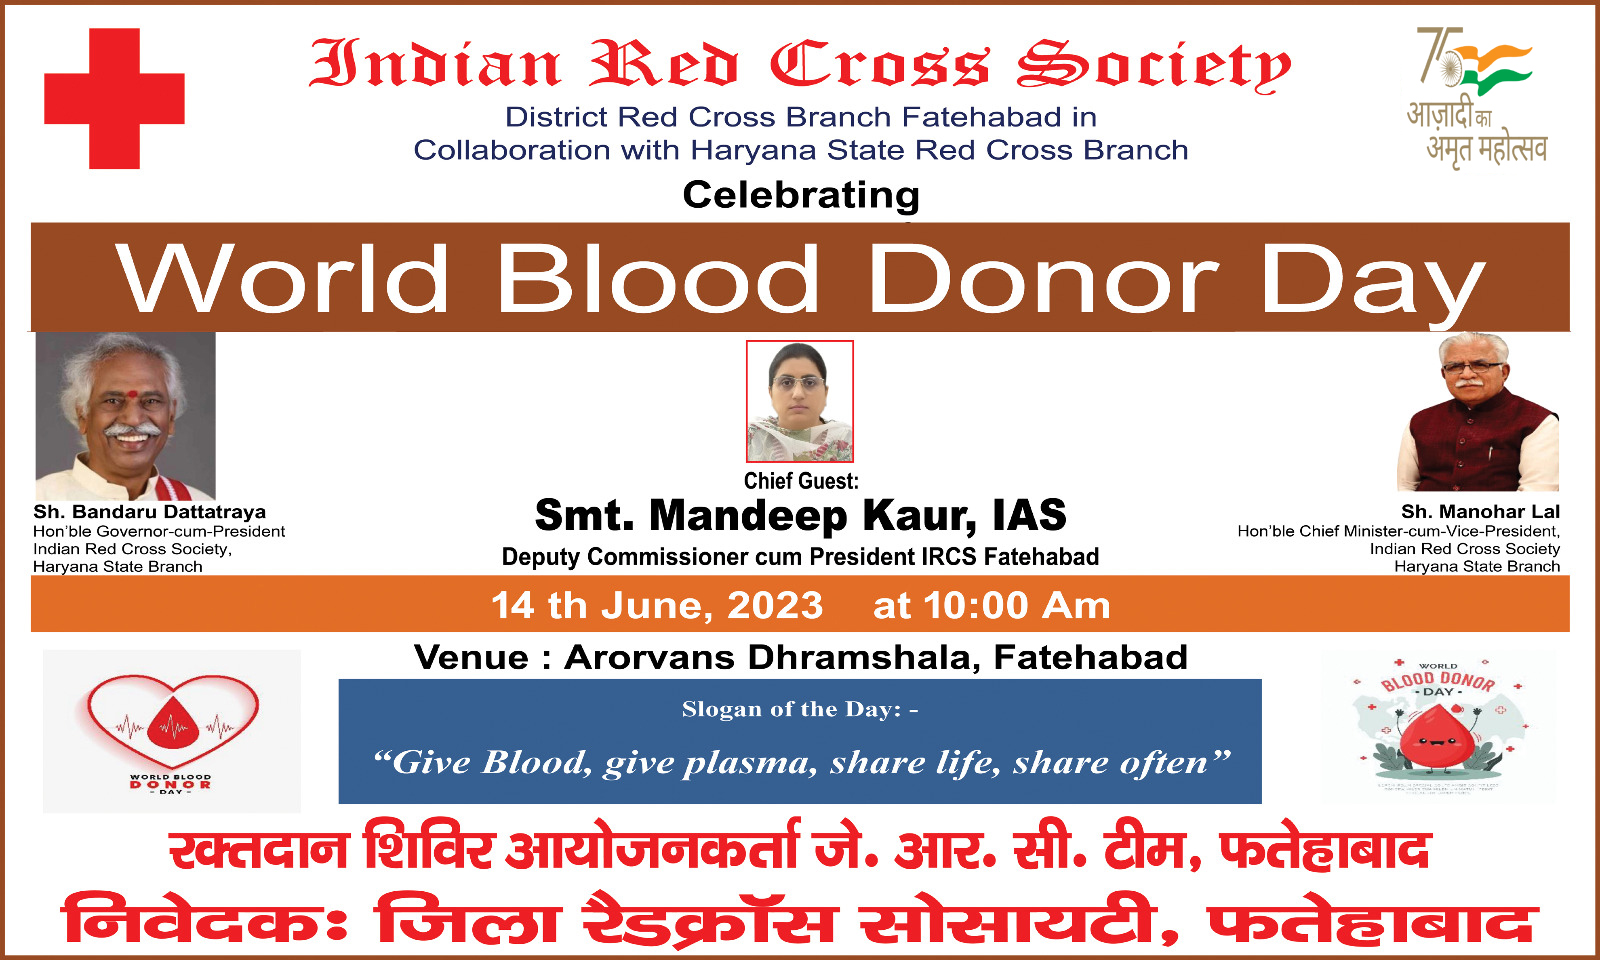 Indian Red Cross Society
District Red Cross Branch Fatehabad in
Collaboration with Haryana State Red Cross Branch
75
आज़ादी का
अमृत महोत्सव
Celebrating
World Blood Donor Day
Sh. Bandaru Dattatraya
Hon'ble Governor-cum-President
Indian Red Cross Society,
Haryana State Branch
Chief Guest:
Smt. Mandeep Kaur, IAS
Deputy Commissioner cum President IRCS Fatehabad
Sh. Manohar Lal
Hon'ble Chief Minister-cum-Vice-President,
Indian Red Cross Society
Haryana State Branch
14 th June, 2023 at 10:00 Am
Venue : Arorvans Dhramshala, Fatehabad
WORLD BLOOD
DONOR
- DAY -
Slogan of the Day: -
“Give Blood, give plasma, share life, share often”
WORLD
BLOOD DONOR
- DAY -
रक्तदान शिविर आयोजनकर्ता जे. आर. सी. टीम, फतेहाबाद
निवेदकः जिला रैडक्रॉस सोसायटी, फतेहाबाद